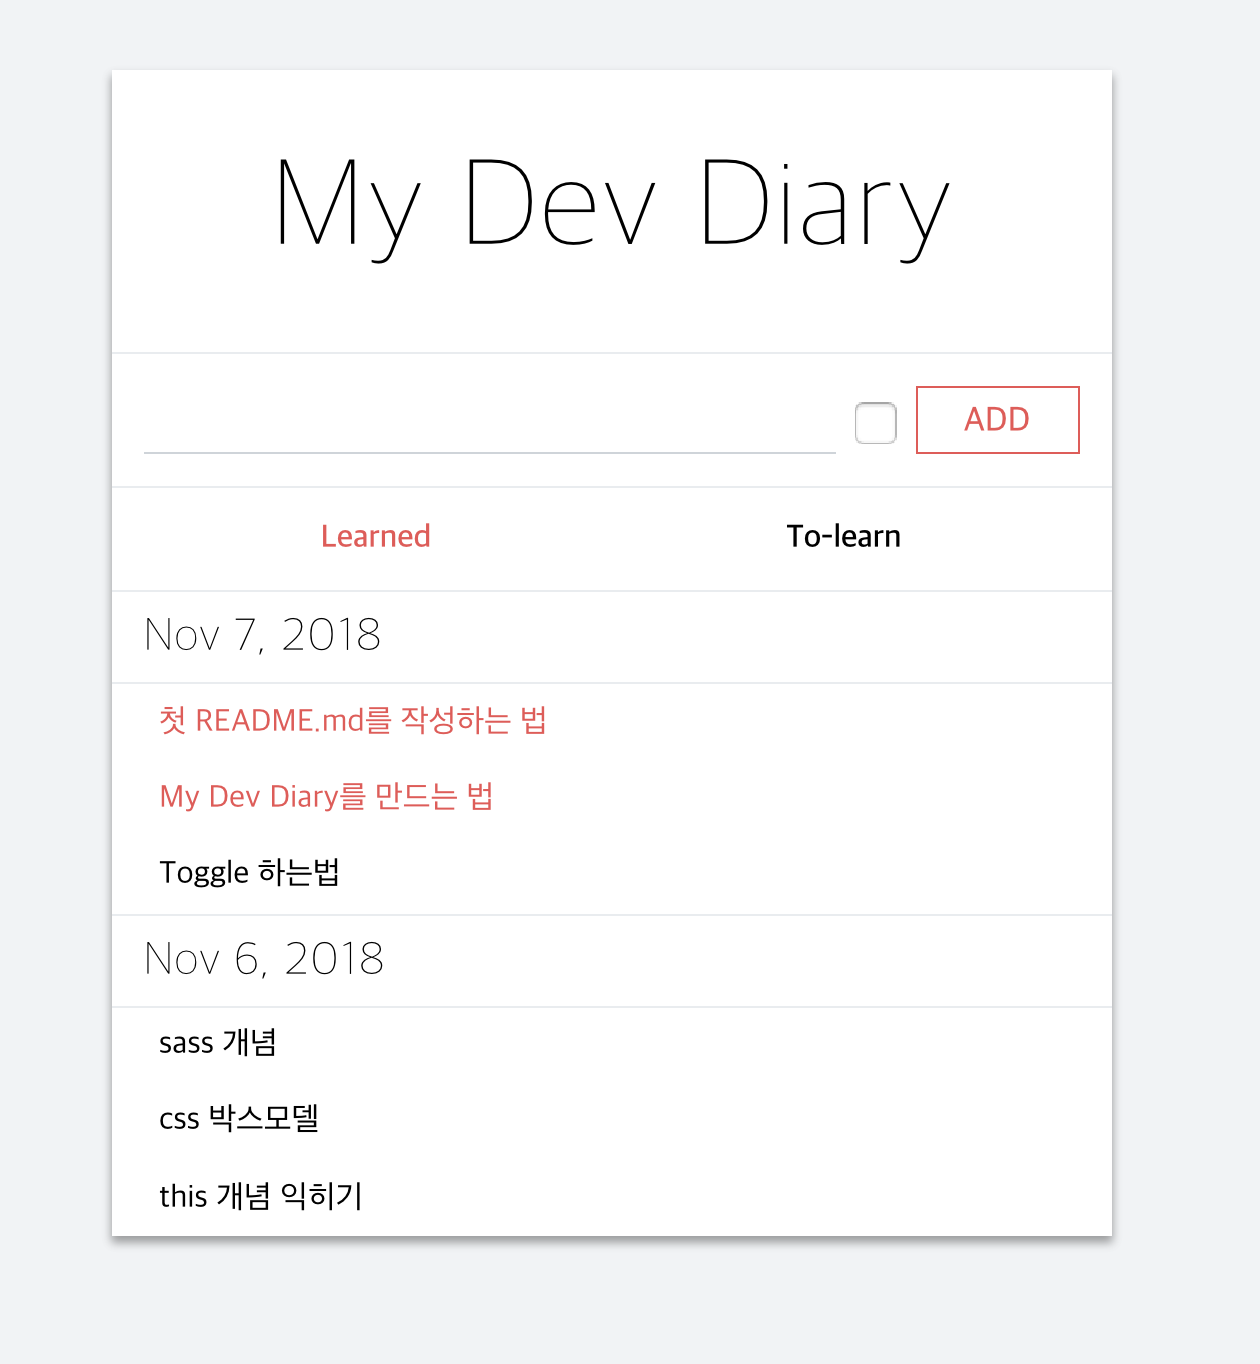 My Dev Diary
ADD
Learned To-learn
Nov 7, 2018
첫 README.md를 작성하는 법
My Dev Diary를 만드는 법
Toggle 하는법
Nov 6, 2018
sass 개념
css 박스모델
this 개념 익히기